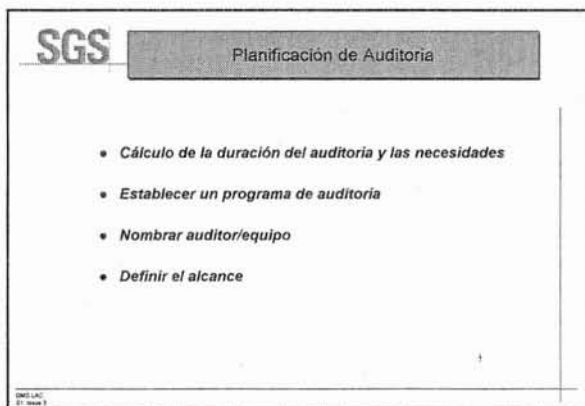 SGS
Planificación de Auditoria
• Cálculo de la duración del auditoria y las necesidades
• Establecer un programa de auditoria
• Nombrar auditor/equipo
• Definir el alcance